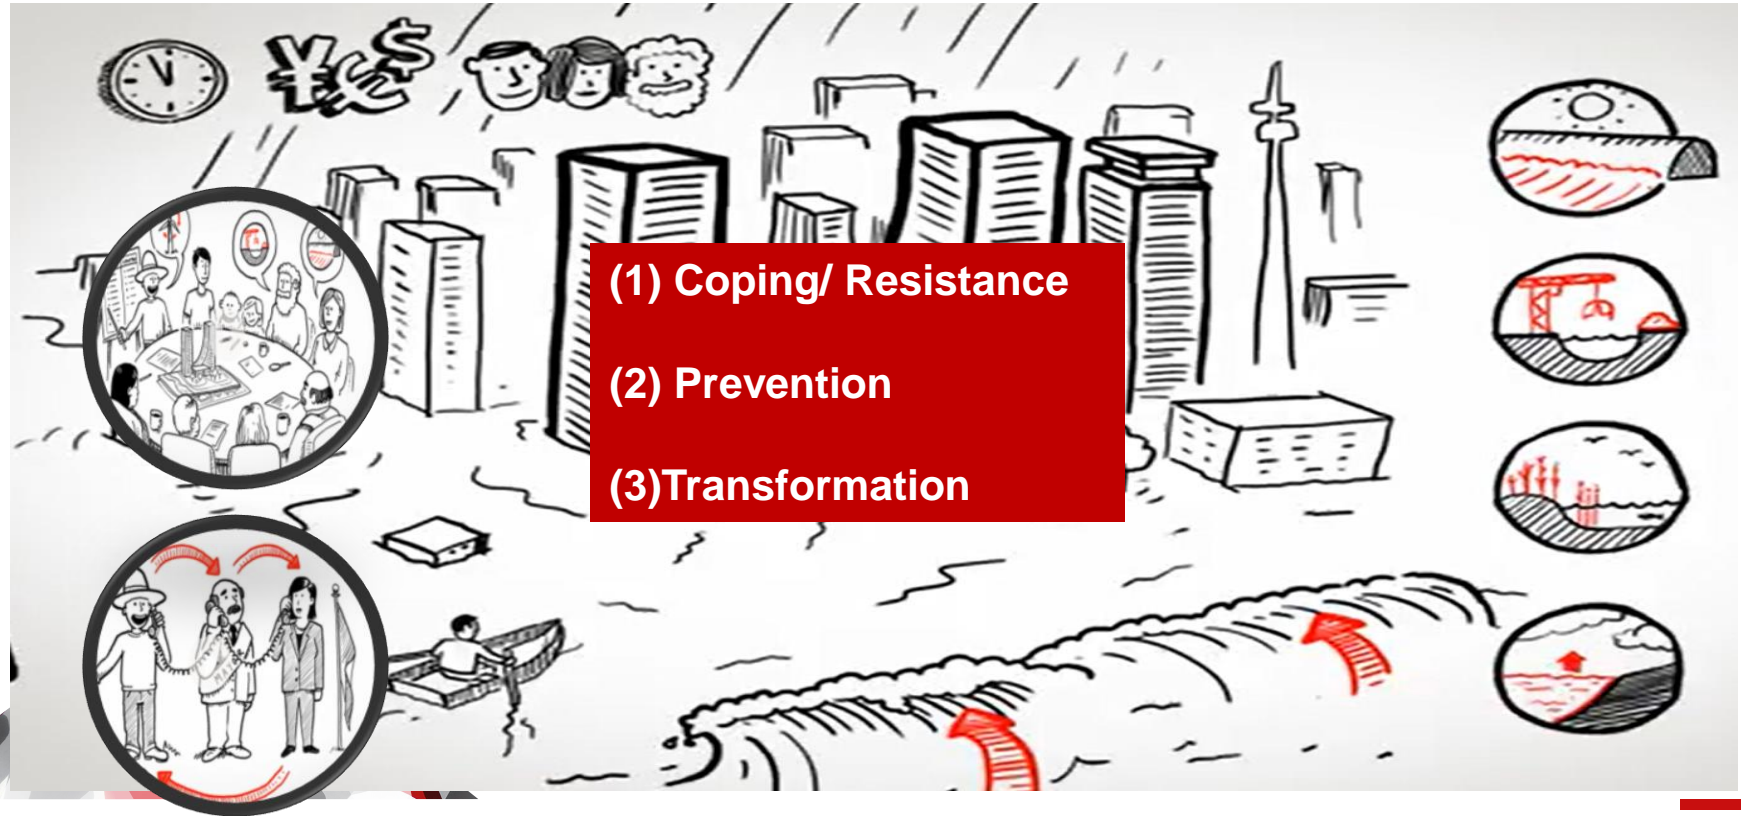 (1) Coping/ Resistance
(2) Prevention
(3)Transformation